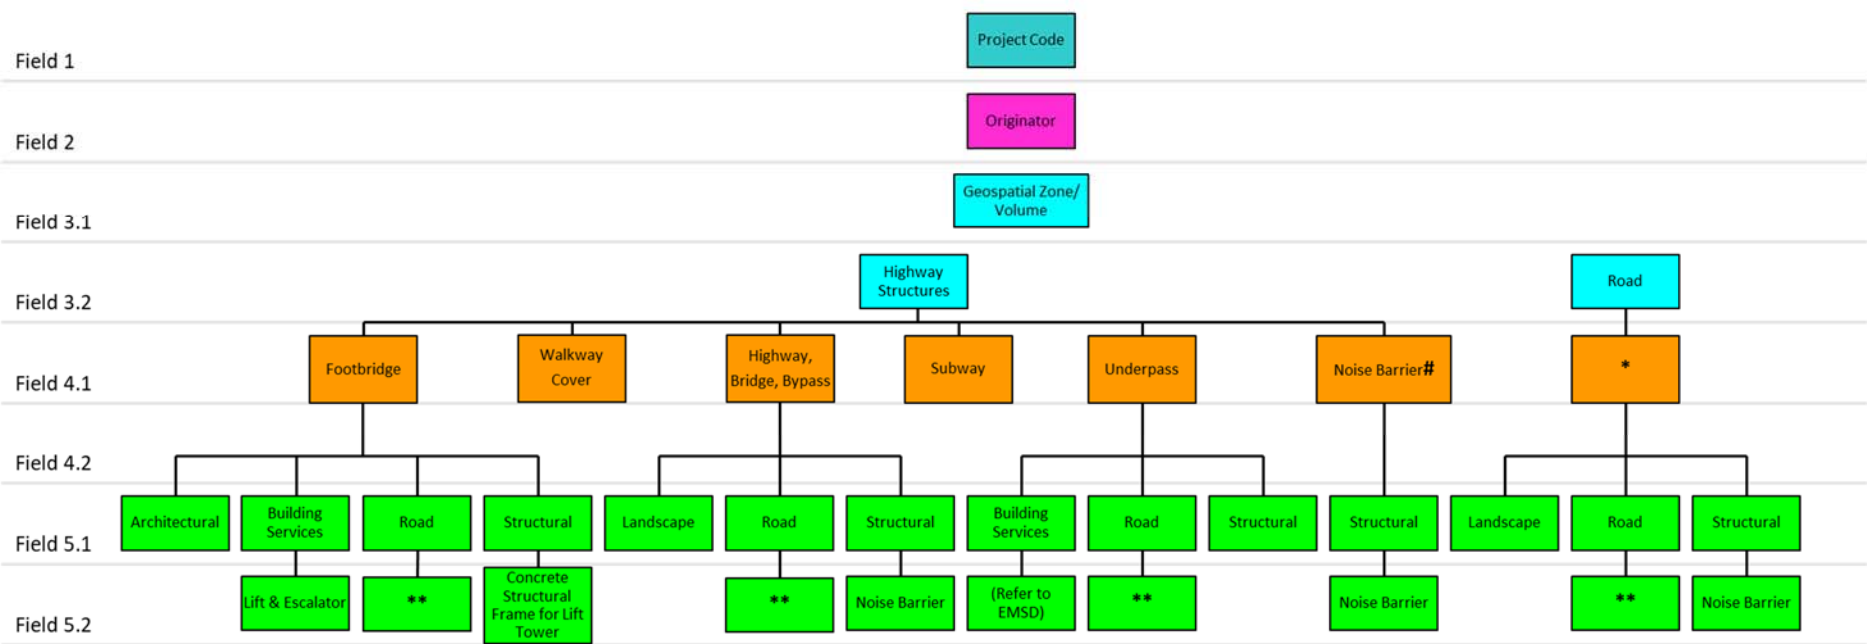 Project Code
Field 1
Originator
Field 2
Geospatial Zone/
Volume
Field 3.1
Highway
Structures
Road
Field 3.2
Footbridge
Walkway
Cover
Highway,
Bridge, Bypass
Subway
Underpass
Noise Barrier#
*
Field 4.1
Field 4.2
Architectural
Building
Services
Road
Structural
Landscape
Road
Structural
Building
Services
Road
Structural
Structural
Landscape
Road
Structural
Field 5.1
Lift & Escalator
**
Concrete
Structural
Frame for Lift
Tower
**
Noise Barrier
(Refer to
EMSD)
**
Noise Barrier
**
Noise Barrier
Field 5.2